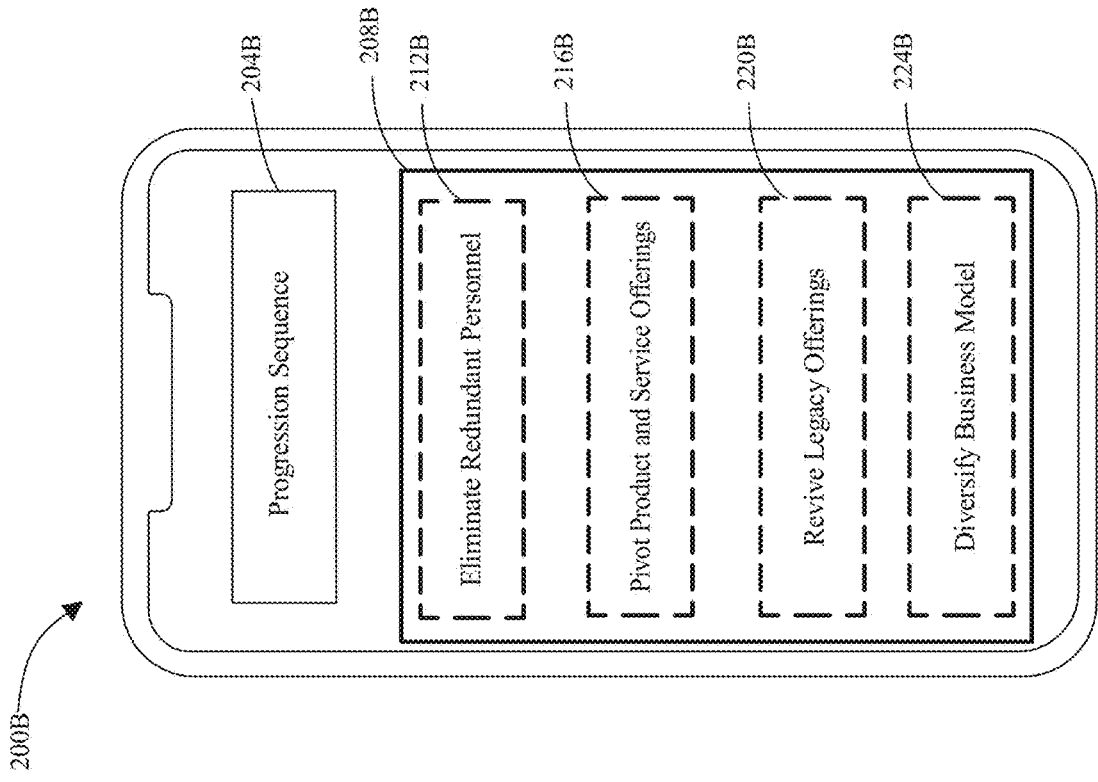 200B
Progression Sequence
204B
208B
Eliminate Redundant Personnel
212B
Pivot Product and Service Offerings
216B
Revive Legacy Offerings
220B
Diversify Business Model
224B